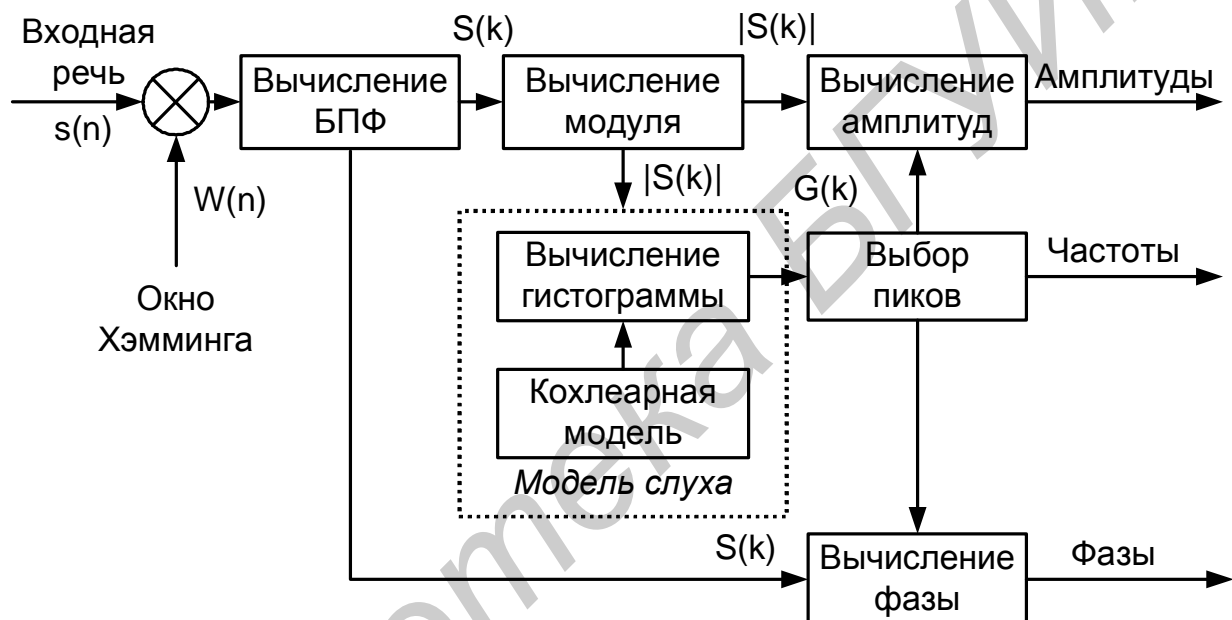 Входная
речь
s(n)
W(n)
Окно
Хэмминга
Вычисление
БПФ
S(k)
Вычисление
модуля
|S(k)|
Вычисление
амплитуд
Амплитуды
|S(k)|
G(k)
Вычисление
гистограммы
Выбор
пиков
Частоты
Кохлеарная
модель
Модель слуха
S(k)
Вычисление
фазы
Фазы